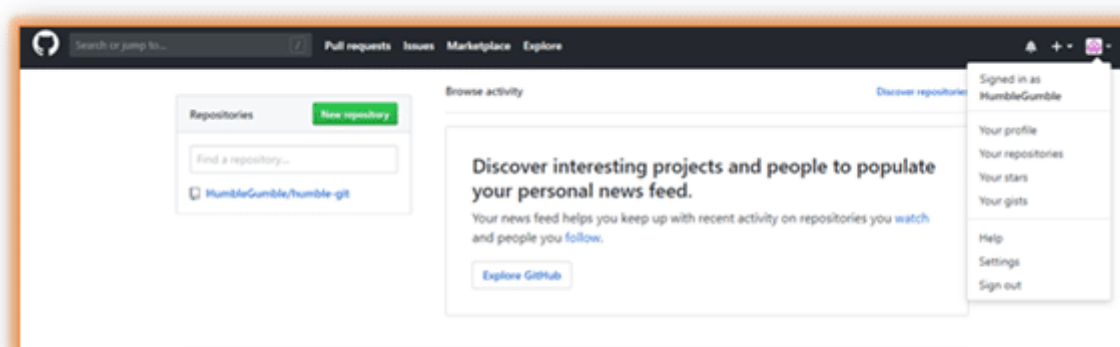 Search or jump to...
/
Pull requests Issues Marketplace Explore
Repositories
New repository
Find a repository...
HumbleGumble/humble-git
Browse activity
Discover repositories
Discover interesting projects and people to populate
your personal news feed.
Your news feed helps you keep up with recent activity on repositories you watch
and people you follow.
Explore GitHub
Signed in as
HumbleGumble
Your profile
Your repositories
Your stars
Your gists
Help
Settings
Sign out